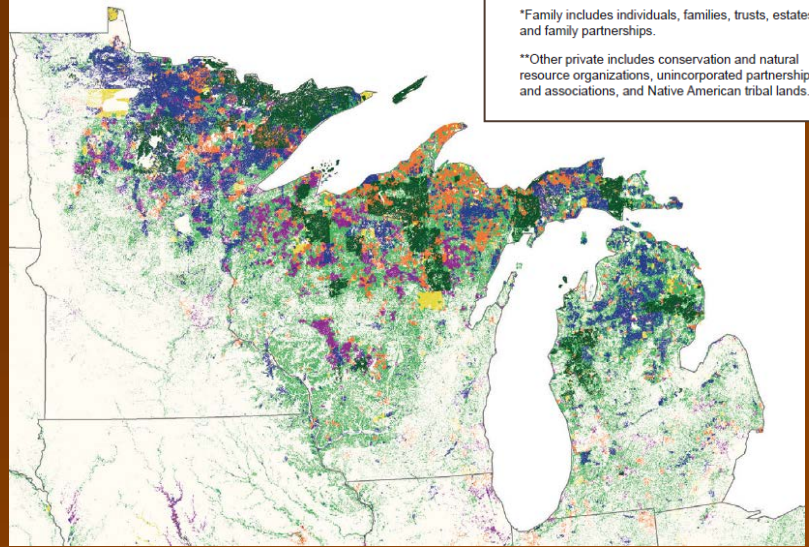 *Family includes individuals, families, trusts, estates
and family partnerships.
**Other private includes conservation and natural
resource organizations, unincorporated partnership
and associations, and Native American tribal lands.